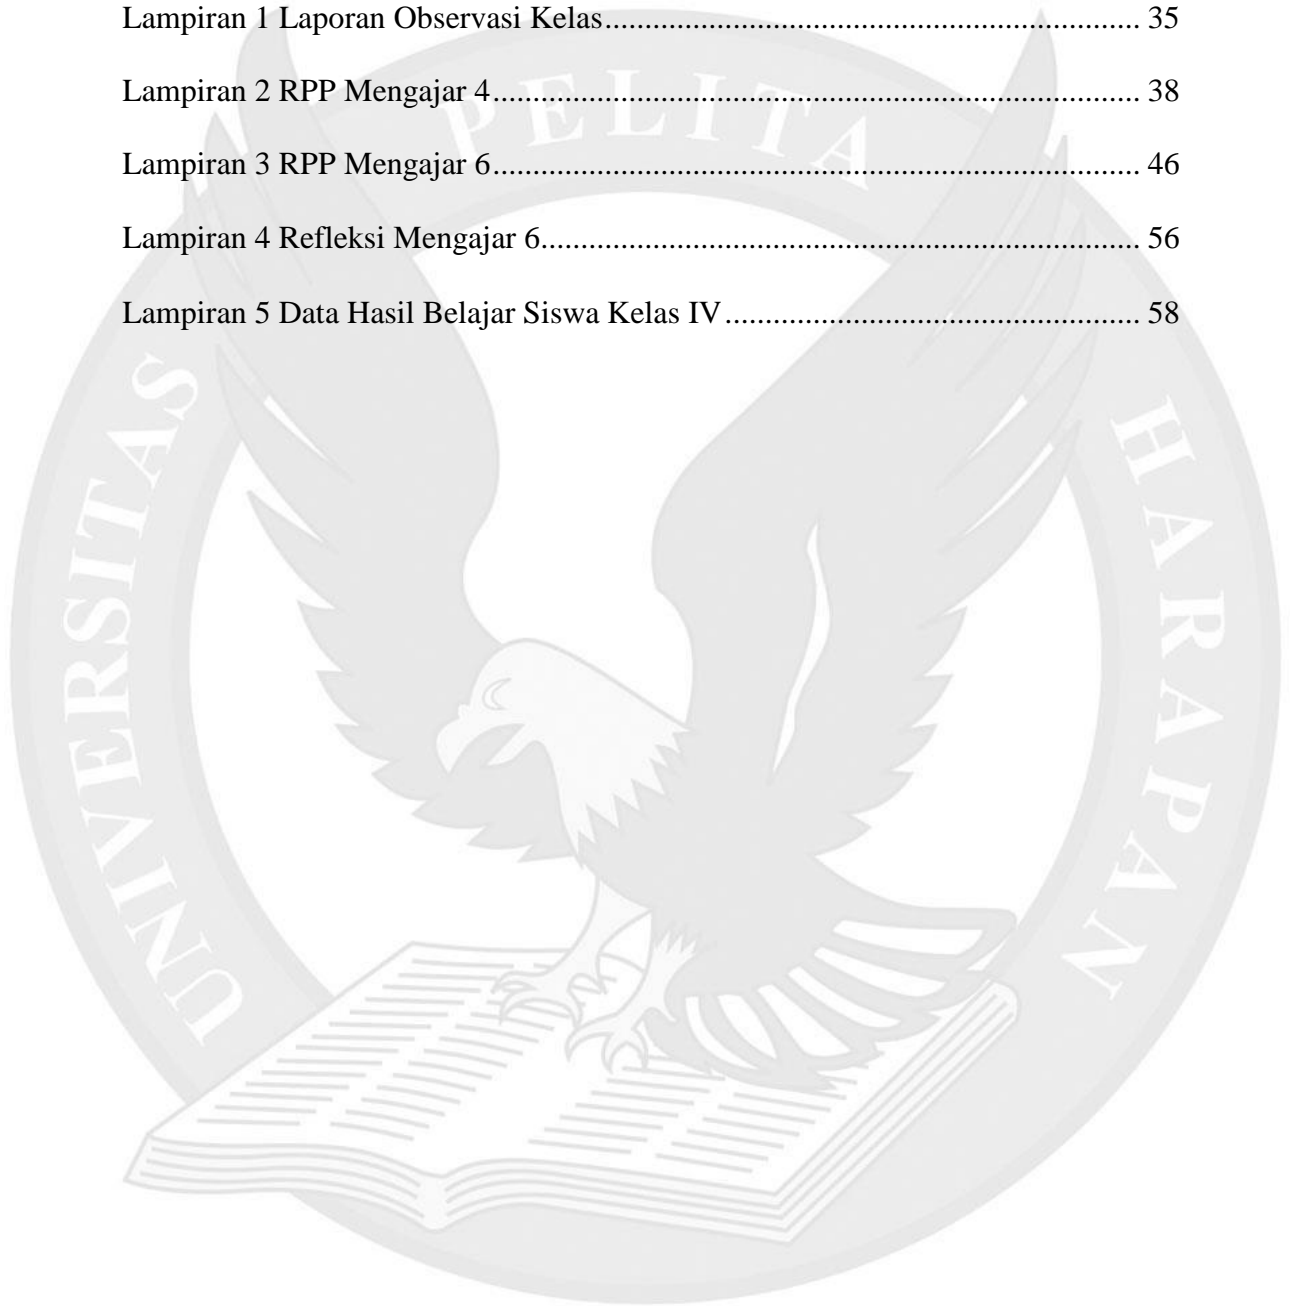 Lampiran 1 Laporan Observasi Kelas.................................................................. 35
Lampiran 2 RPP Mengajar 4................................................................................ 38
Lampiran 3 RPP Mengajar 6................................................................................ 46
Lampiran 4 Refleksi Mengajar 6.......................................................................... 56
Lampiran 5 Data Hasil Belajar Siswa Kelas IV.................................................... 58
UNIVERSITAS PELITA HARAPAN